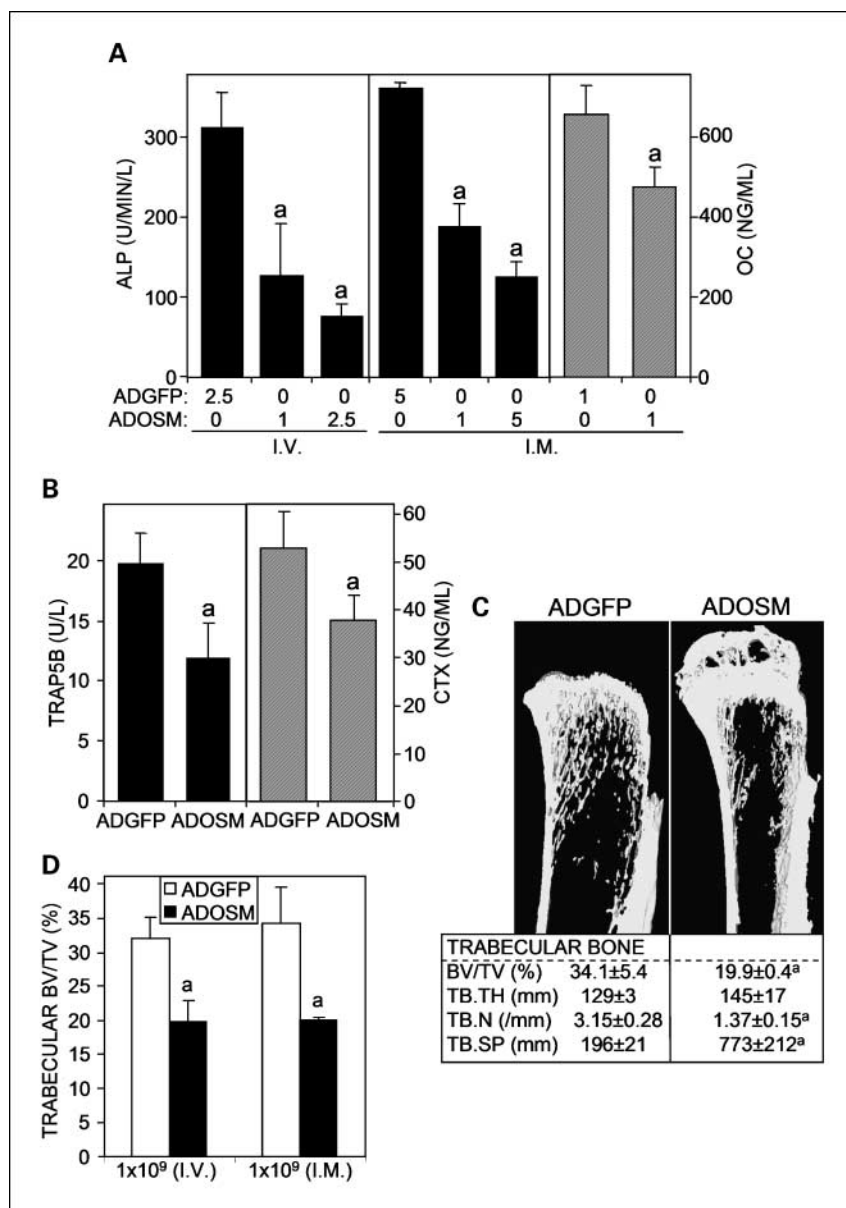 A
ALP (U/MIN/L)
300
200
100
0
a
a
a
a
a
600
400
200
0
OC (NG/ML)
ADGFP: 2.5 0 0 5 0 0 1 0
ADOSM: 0 1 2.5 0 1 5 0 1
I.V. I.M.
B
TRAP5B (U/L)
20
15
10
5
0
a
a
60
50
40
30
20
10
0
CTX (NG/ML)
ADGFP ADOSM ADGFP ADOSM
C
ADGFP ADOSM
TRABECULAR BONE
BV/TV (%) 34.1±5.4 19.9±0.4ᵃ
TB.TH (mm) 129±3 145±17
TB.N (/mm) 3.15±0.28 1.37±0.15ᵃ
TB.SP (mm) 196±21 773±212ᵃ
D
TRABECULAR BV/TV (%)
40
35
30
25
20
15
10
5
0
ADGFP
ADOSM
a
a
1x10⁹ (I.V.) 1x10⁹ (I.M.)